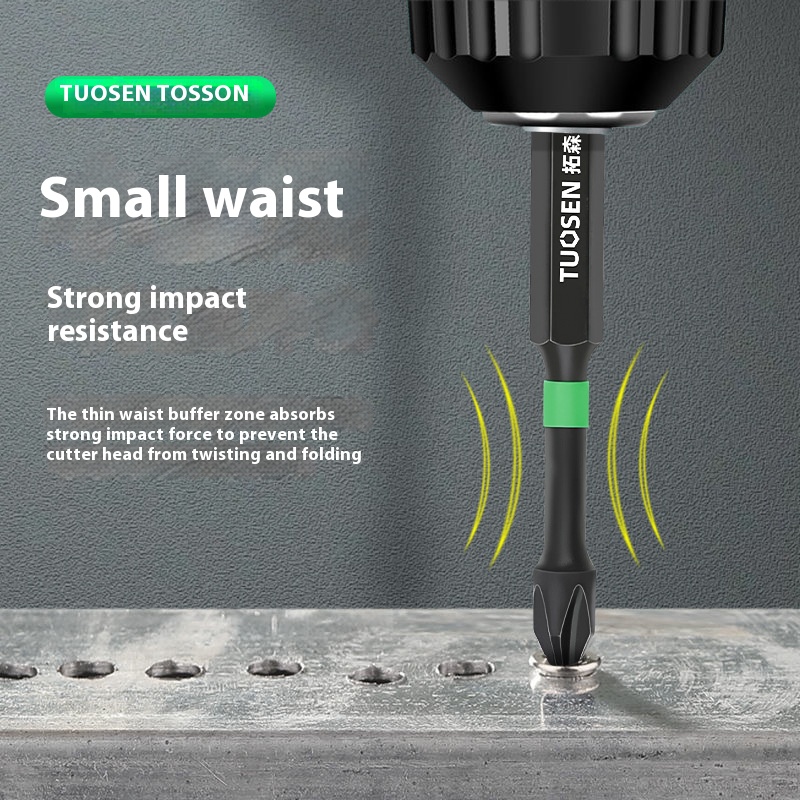 TUOSEN TOSSON
Small waist
Strong impact
resistance
The thin waist buffer zone absorbs
strong impact force to prevent the
cutter head from twisting and folding
TUOSEN 拓森